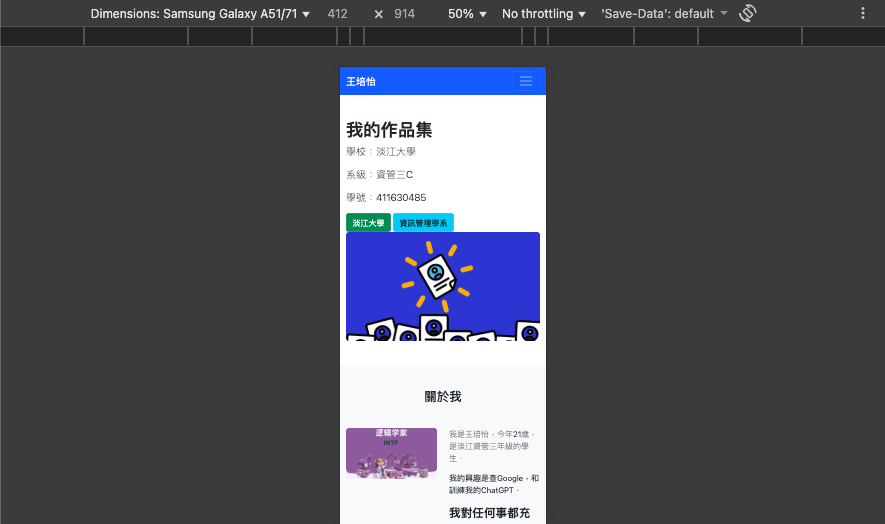 Dimensions: Samsung Galaxy A51/71 ▼ 412 × 914 50% ▼ No throttling ▼ 'Save-Data': default ▼
王培怡
我的作品集
學校：淡江大學
系級：資管三C
學號：411630485
淡江大學 資訊管理學系
關於我
逻辑学家
INTP
我是王培怡，今年21歲，
是淡江資管三年級的學
生。
我的興趣是查Google，和
訓練我的ChatGPT。
我對任何事都充